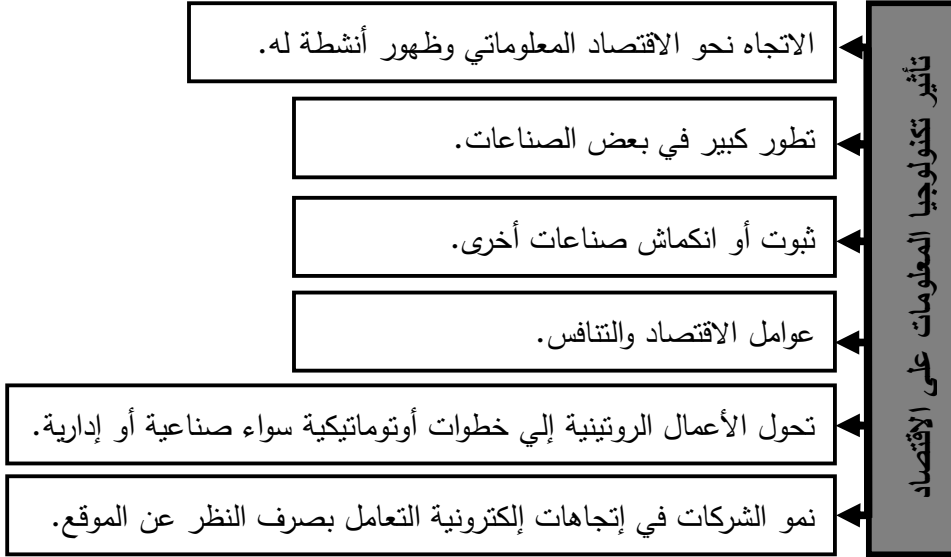 تأثير تكنولوجيا المعلومات على الاقتصاد
الاتجاه نحو الاقتصاد المعلوماتي وظهور أنشطة له.
تطور كبير في بعض الصناعات.
ثبوت أو انكماش صناعات أخرى.
عوامل الاقتصاد والتنافس.
تحول الأعمال الروتينية إلي خطوات أوتوماتيكية سواء صناعية أو إدارية.
نمو الشركات في إتجاهات إلكترونية التعامل بصرف النظر عن الموقع.